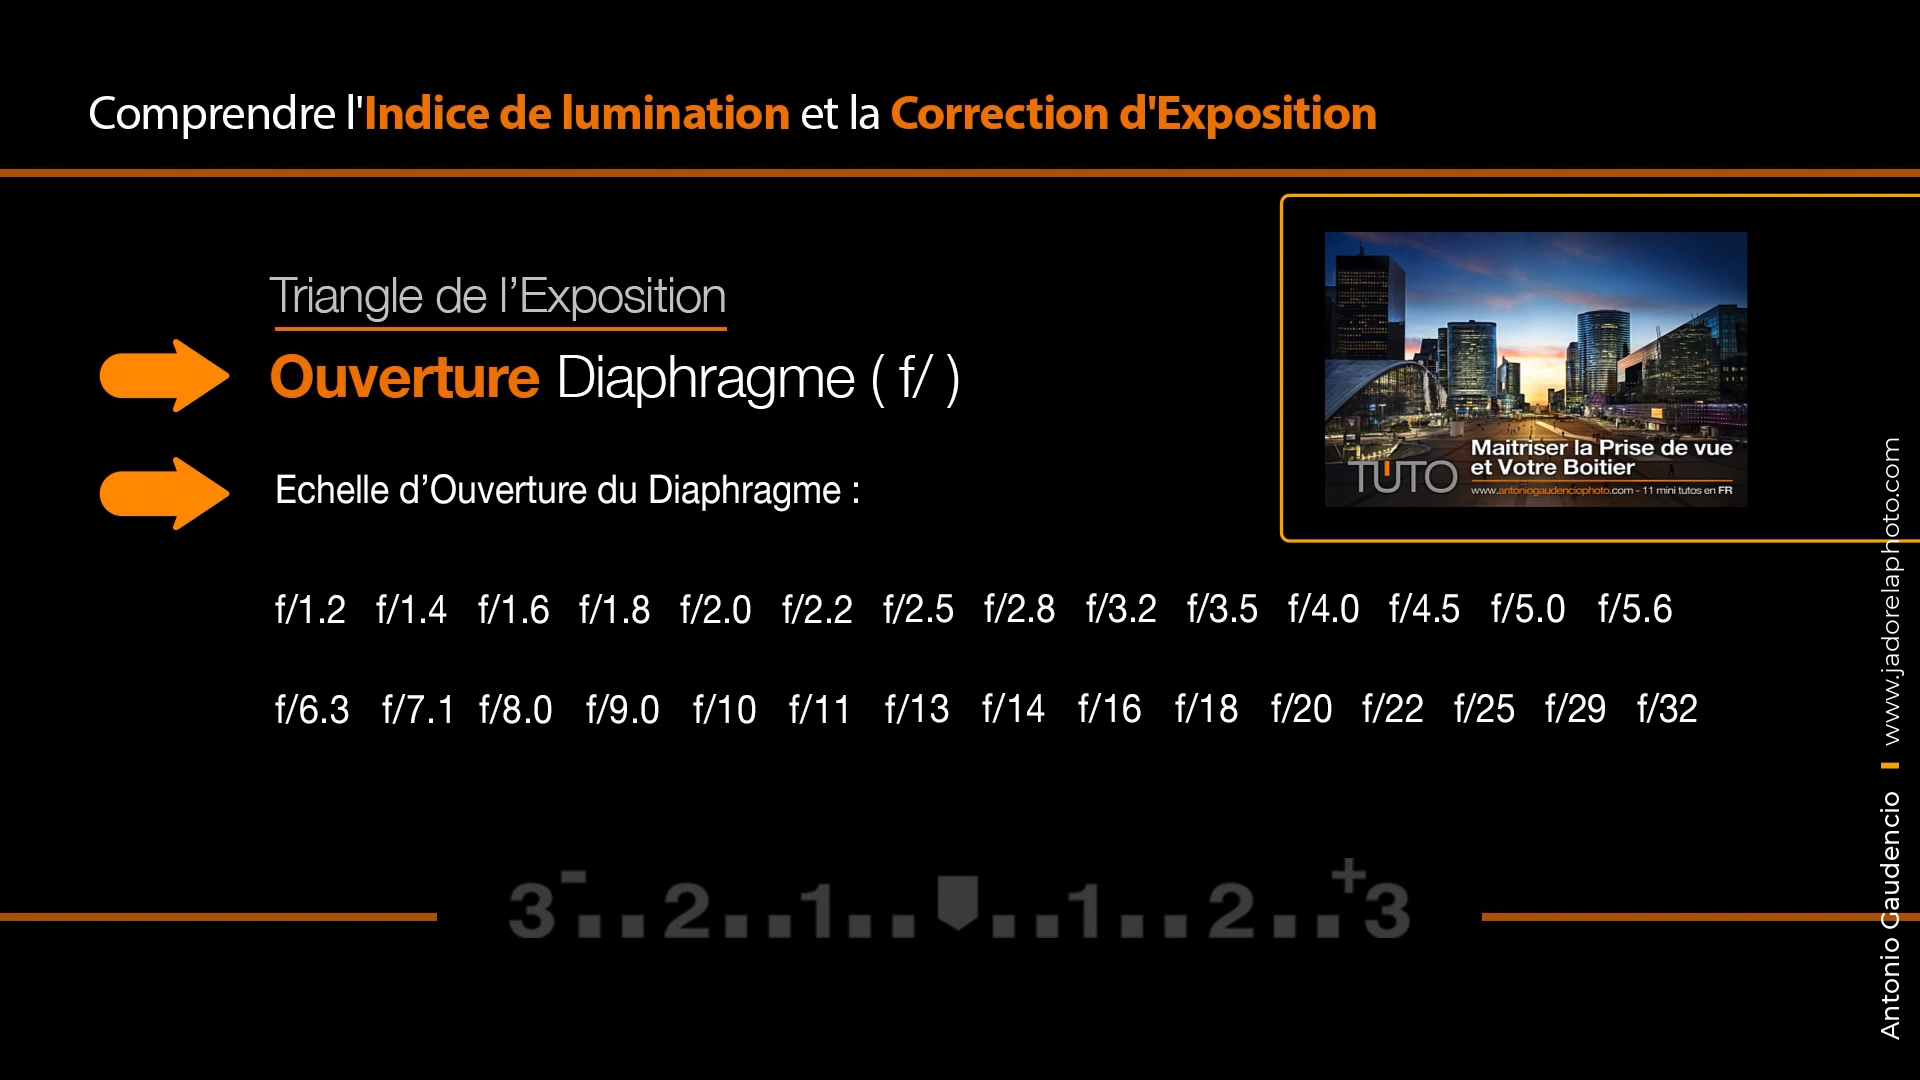 Comprendre l'Indice de lumination et la Correction d'Exposition
Triangle de l’Exposition
Ouverture Diaphragme ( f/ )
Echelle d’Ouverture du Diaphragme :
Maitriser la Prise de vue
et Votre Boitier
TUTO
www.antoniogaudenciophoto.com - 11 mini tutos en FR
f/1.2 f/1.4 f/1.6 f/1.8 f/2.0 f/2.2 f/2.5 f/2.8 f/3.2 f/3.5 f/4.0 f/4.5 f/5.0 f/5.6
f/6.3 f/7.1 f/8.0 f/9.0 f/10 f/11 f/13 f/14 f/16 f/18 f/20 f/22 f/25 f/29 f/32
3-..2..1....1..2..+3
Antonio Gaudencio | www.jadorelaphoto.com